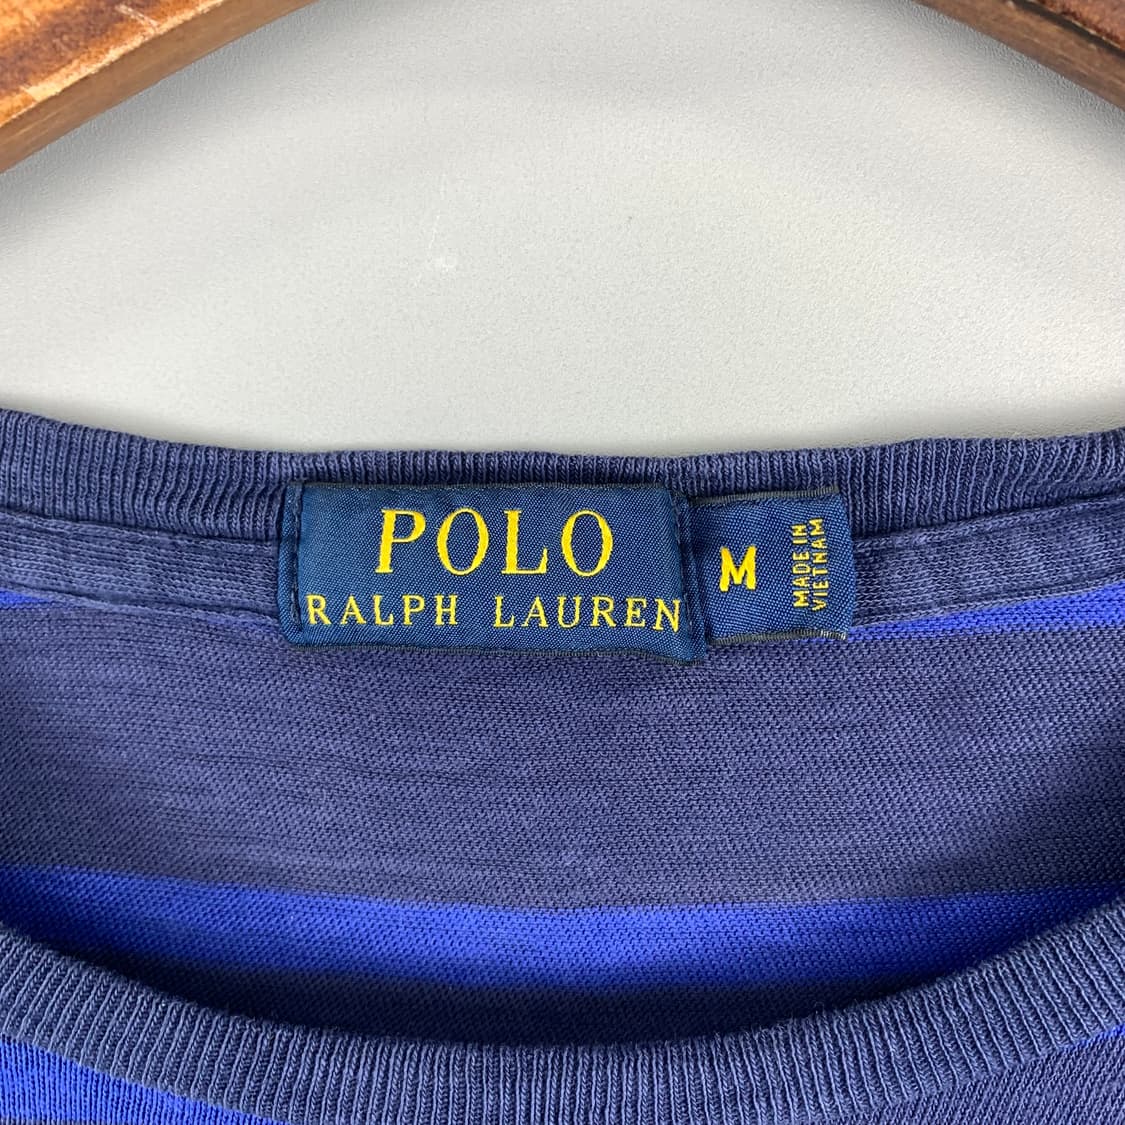 POLO
RALPH LAUREN
M
MADE IN
VIETNAM